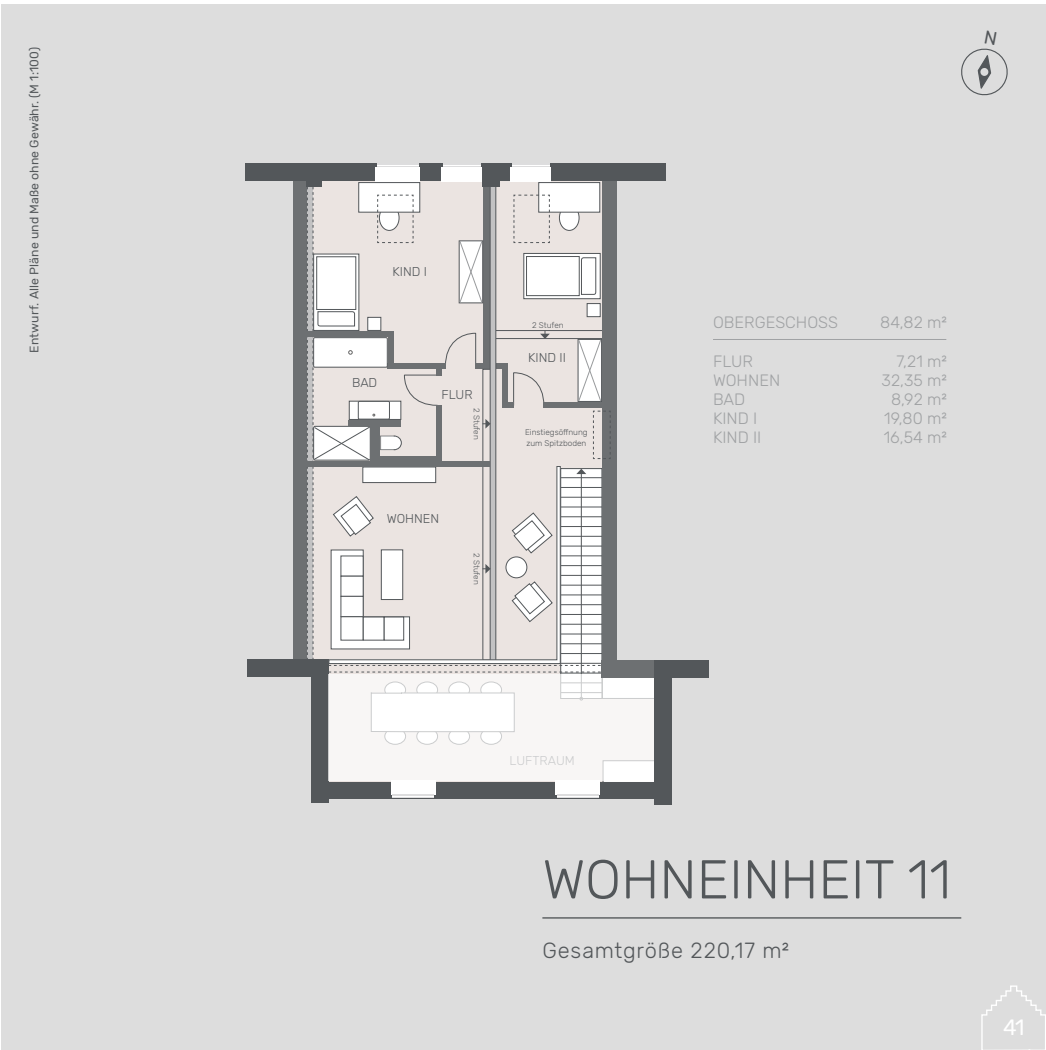 Entwurf. Alle Pläne und Maße ohne Gewähr. (M 1:100)
N
KIND I
2 Stufen
KIND II
BAD
FLUR
2 Stufen
Einstiegsöffnung
zum Spitzboden
WOHNEN
2 Stufen
LUFTRAUM
OBERGESCHOSS 84,82 m²
FLUR 7,21 m²
WOHNEN 32,35 m²
BAD 8,92 m²
KIND I 19,80 m²
KIND II 16,54 m²
WOHNEINHEIT 11
Gesamtgröße 220,17 m²
41